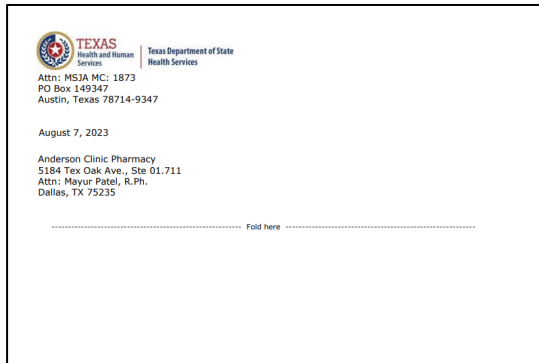 TEXAS
Health and Human
Services
Texas Department of State
Health Services
Attn: MSJA MC: 1873
PO Box 149347
Austin, Texas 78714-9347
August 7, 2023
Anderson Clinic Pharmacy
5184 Tex Oak Ave., Ste 01.711
Attn: Mayur Patel, R.Ph.
Dallas, TX 75235
Fold here